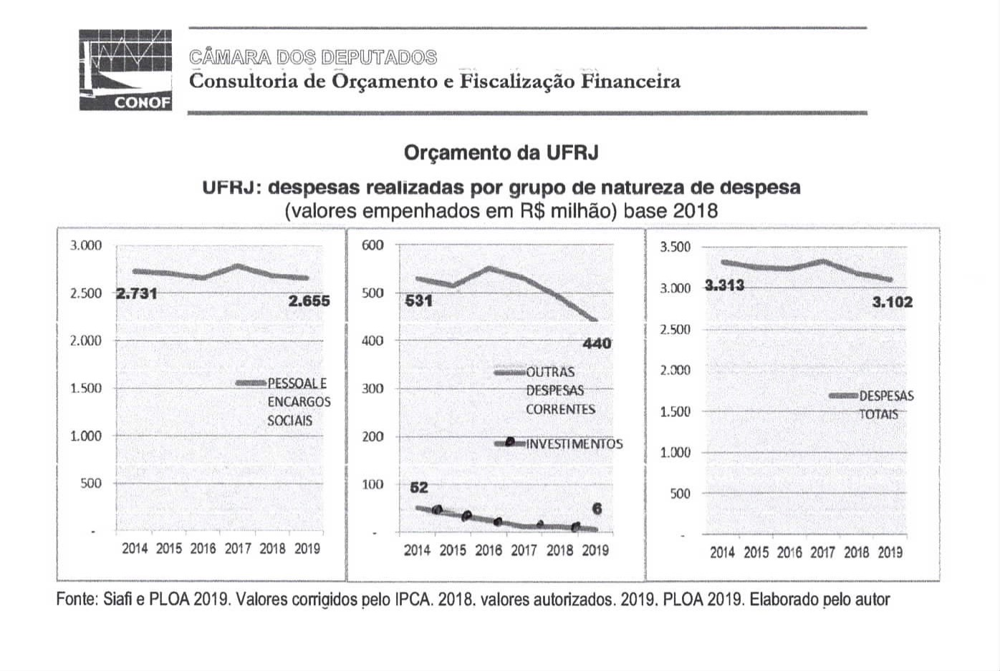 CONOF
CÂMARA DOS DEPUTADOS
Consultoria de Orçamento e Fiscalização Financeira
Orçamento da UFRJ
UFRJ: despesas realizadas por grupo de natureza de despesa
(valores empenhados em R$ milhão) base 2018
3.000
2.500
2.000
1.500
1.000
500
-
2.731
2.655
PESSOAL E
ENCARGOS
SOCIAIS
2014 2015 2016 2017 2018 2019
600
500
400
300
200
100
-
531
440
OUTRAS
DESPESAS
CORRENTES
INVESTIMENTOS
52
6
2014 2015 2016 2017 2018 2019
3.500
3.000
2.500
2.000
1.500
1.000
500
-
3.313
3.102
DESPESAS
TOTAIS
2014 2015 2016 2017 2018 2019
Fonte: Siafi e PLOA 2019. Valores corrigidos pelo IPCA. 2018. valores autorizados. 2019. PLOA 2019. Elaborado pelo autor